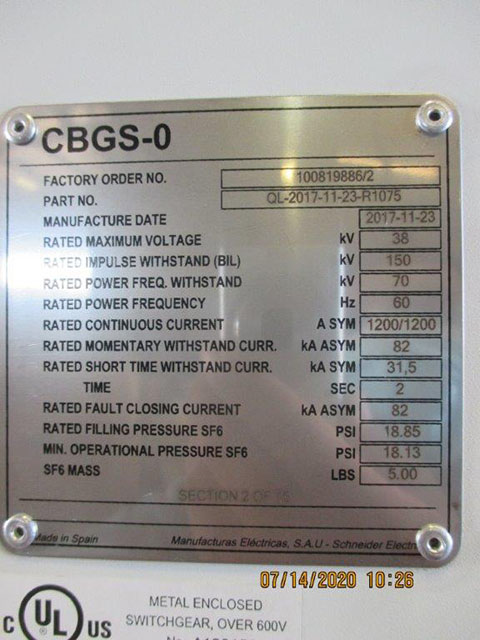 CBGS-0
FACTORY ORDER NO. 100819886/2
PART NO. QL-2017-11-23-R1075
MANUFACTURE DATE 2017-11-23
RATED MAXIMUM VOLTAGE kV 38
RATED IMPULSE WITHSTAND (BIL) kV 150
RATED POWER FREQ. WITHSTAND kV 70
RATED POWER FREQUENCY Hz 60
RATED CONTINUOUS CURRENT A SYM 1200/1200
RATED MOMENTARY WITHSTAND CURR. kA ASYM 82
RATED SHORT TIME WITHSTAND CURR. kA SYM 31,5
TIME SEC 2
RATED FAULT CLOSING CURRENT kA ASYM 82
RATED FILLING PRESSURE SF6 PSI 18.85
MIN. OPERATIONAL PRESSURE SF6 PSI 18.13
SF6 MASS LBS 5.00
SECTION 2 OF 15
Made in Spain Manufacturas Eléctricas, S.A.U - Schneider Electric
07/14/2020 10:26
C UL US
METAL ENCLOSED
SWITCHGEAR, OVER 600V